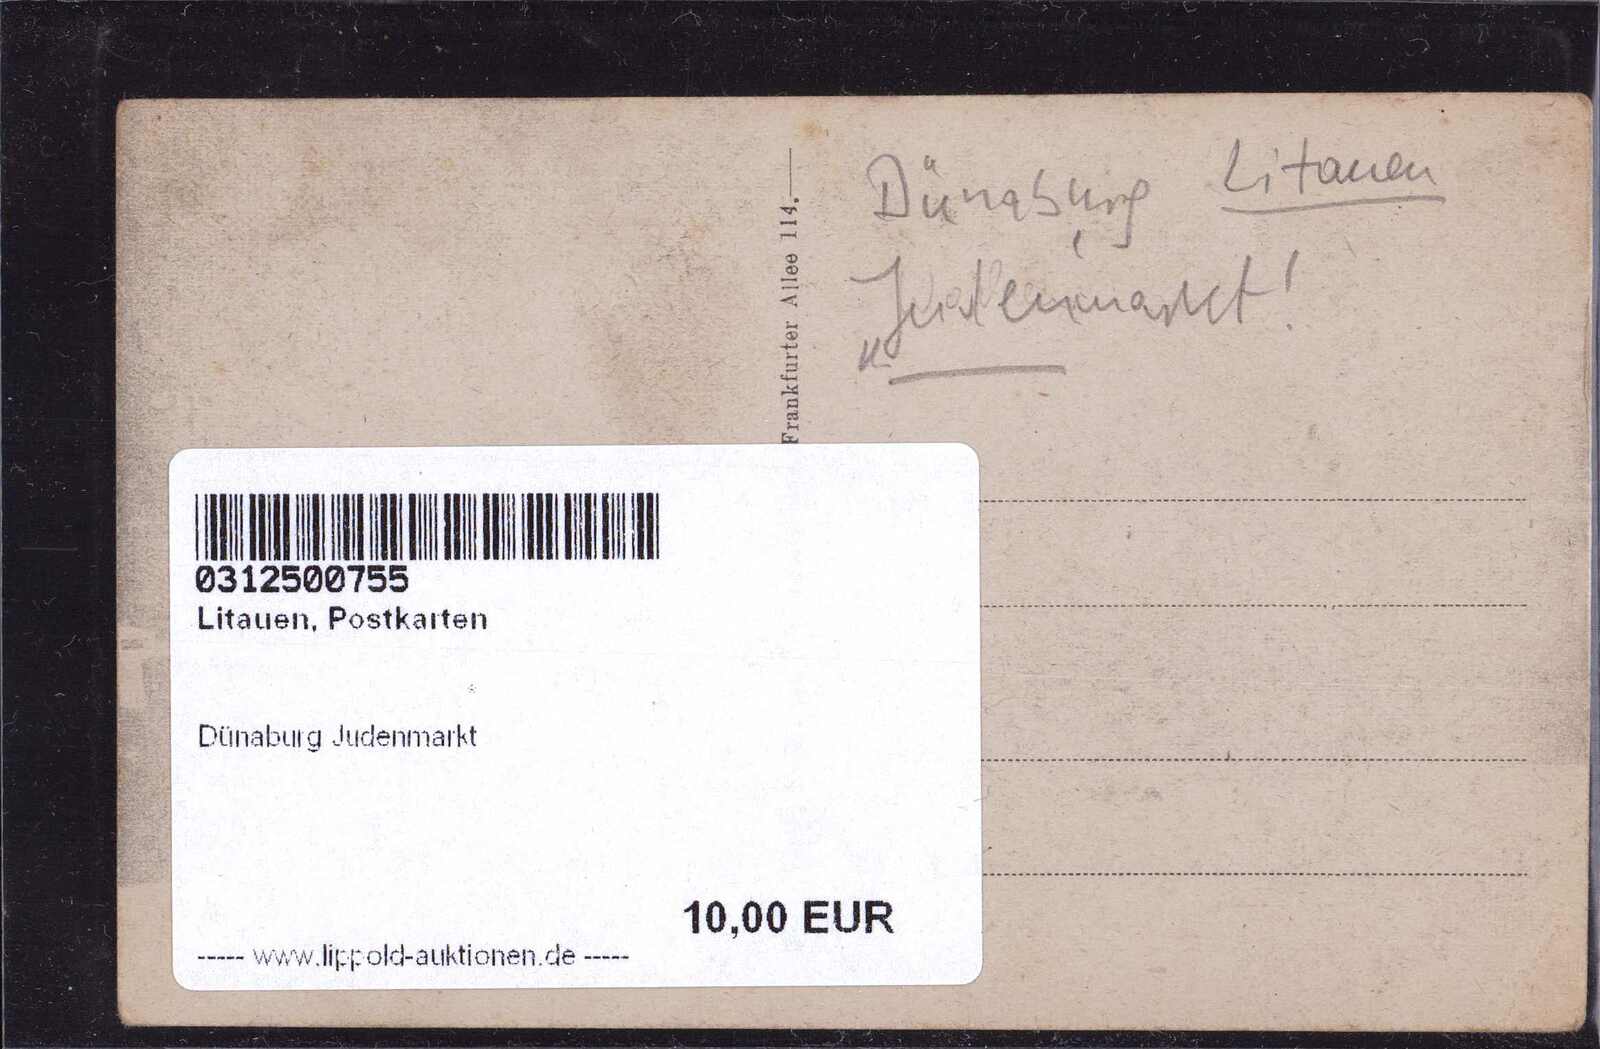 Dünaburg Litauen
"Judenmarkt!
Frankfurter Allee 114.
0312500755
Litauen, Postkarten
Dünaburg Judenmarkt
10,00 EUR
----- www.lippold-auktionen.de -----